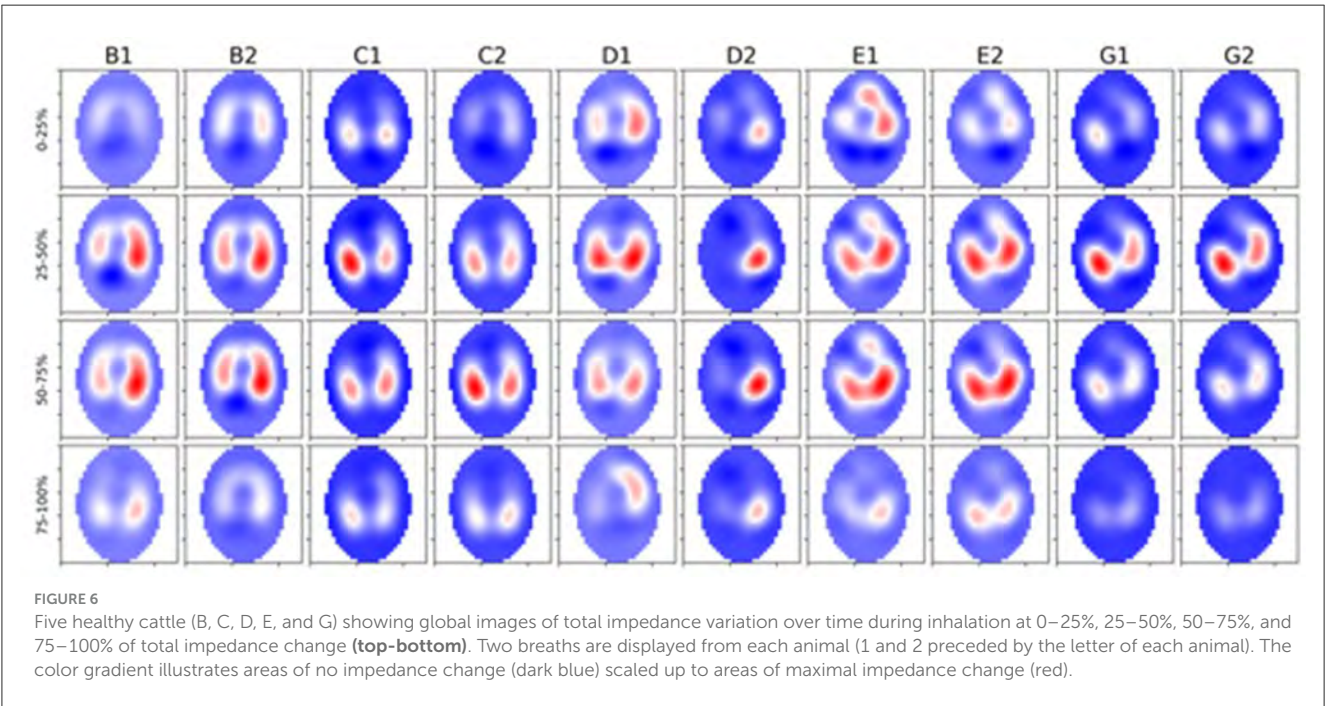 B1 B2 C1 C2 D1 D2 E1 E2 G1 G2
0-25%
25-50%
50-75%
75-100%
FIGURE 6
Five healthy cattle (B, C, D, E, and G) showing global images of total impedance variation over time during inhalation at 0–25%, 25–50%, 50–75%, and
75–100% of total impedance change (top-bottom). Two breaths are displayed from each animal (1 and 2 preceded by the letter of each animal). The
color gradient illustrates areas of no impedance change (dark blue) scaled up to areas of maximal impedance change (red).